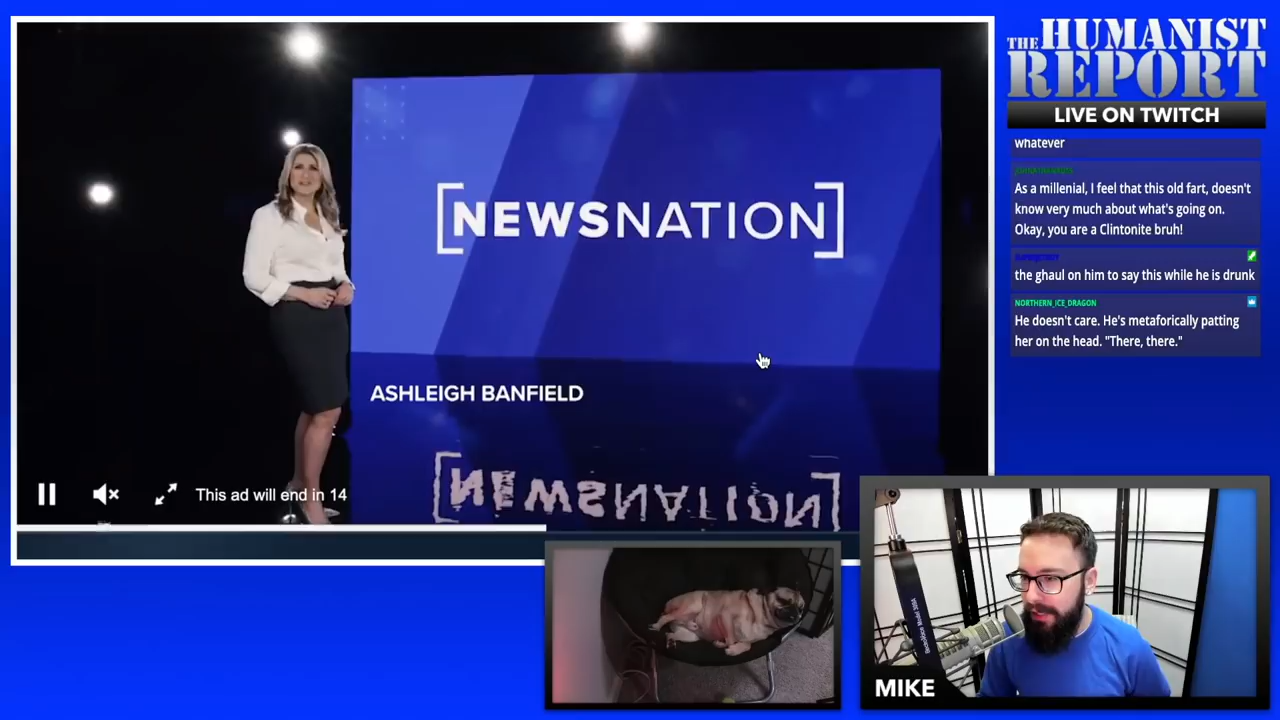 [NEWSNATION]
ASHLEIGH BANFIELD
This ad will end in 14
THE HUMANIST
REPORT
LIVE ON TWITCH
whatever
As a millenial, I feel that this old fart, doesn't
know very much about what's going on.
Okay, you are a Clintonite bruh!
the ghaul on him to say this while he is drunk
NORTHERN_ICE_DRAGON
He doesn't care. He's metaforically patting
her on the head. "There, there."
MIKE